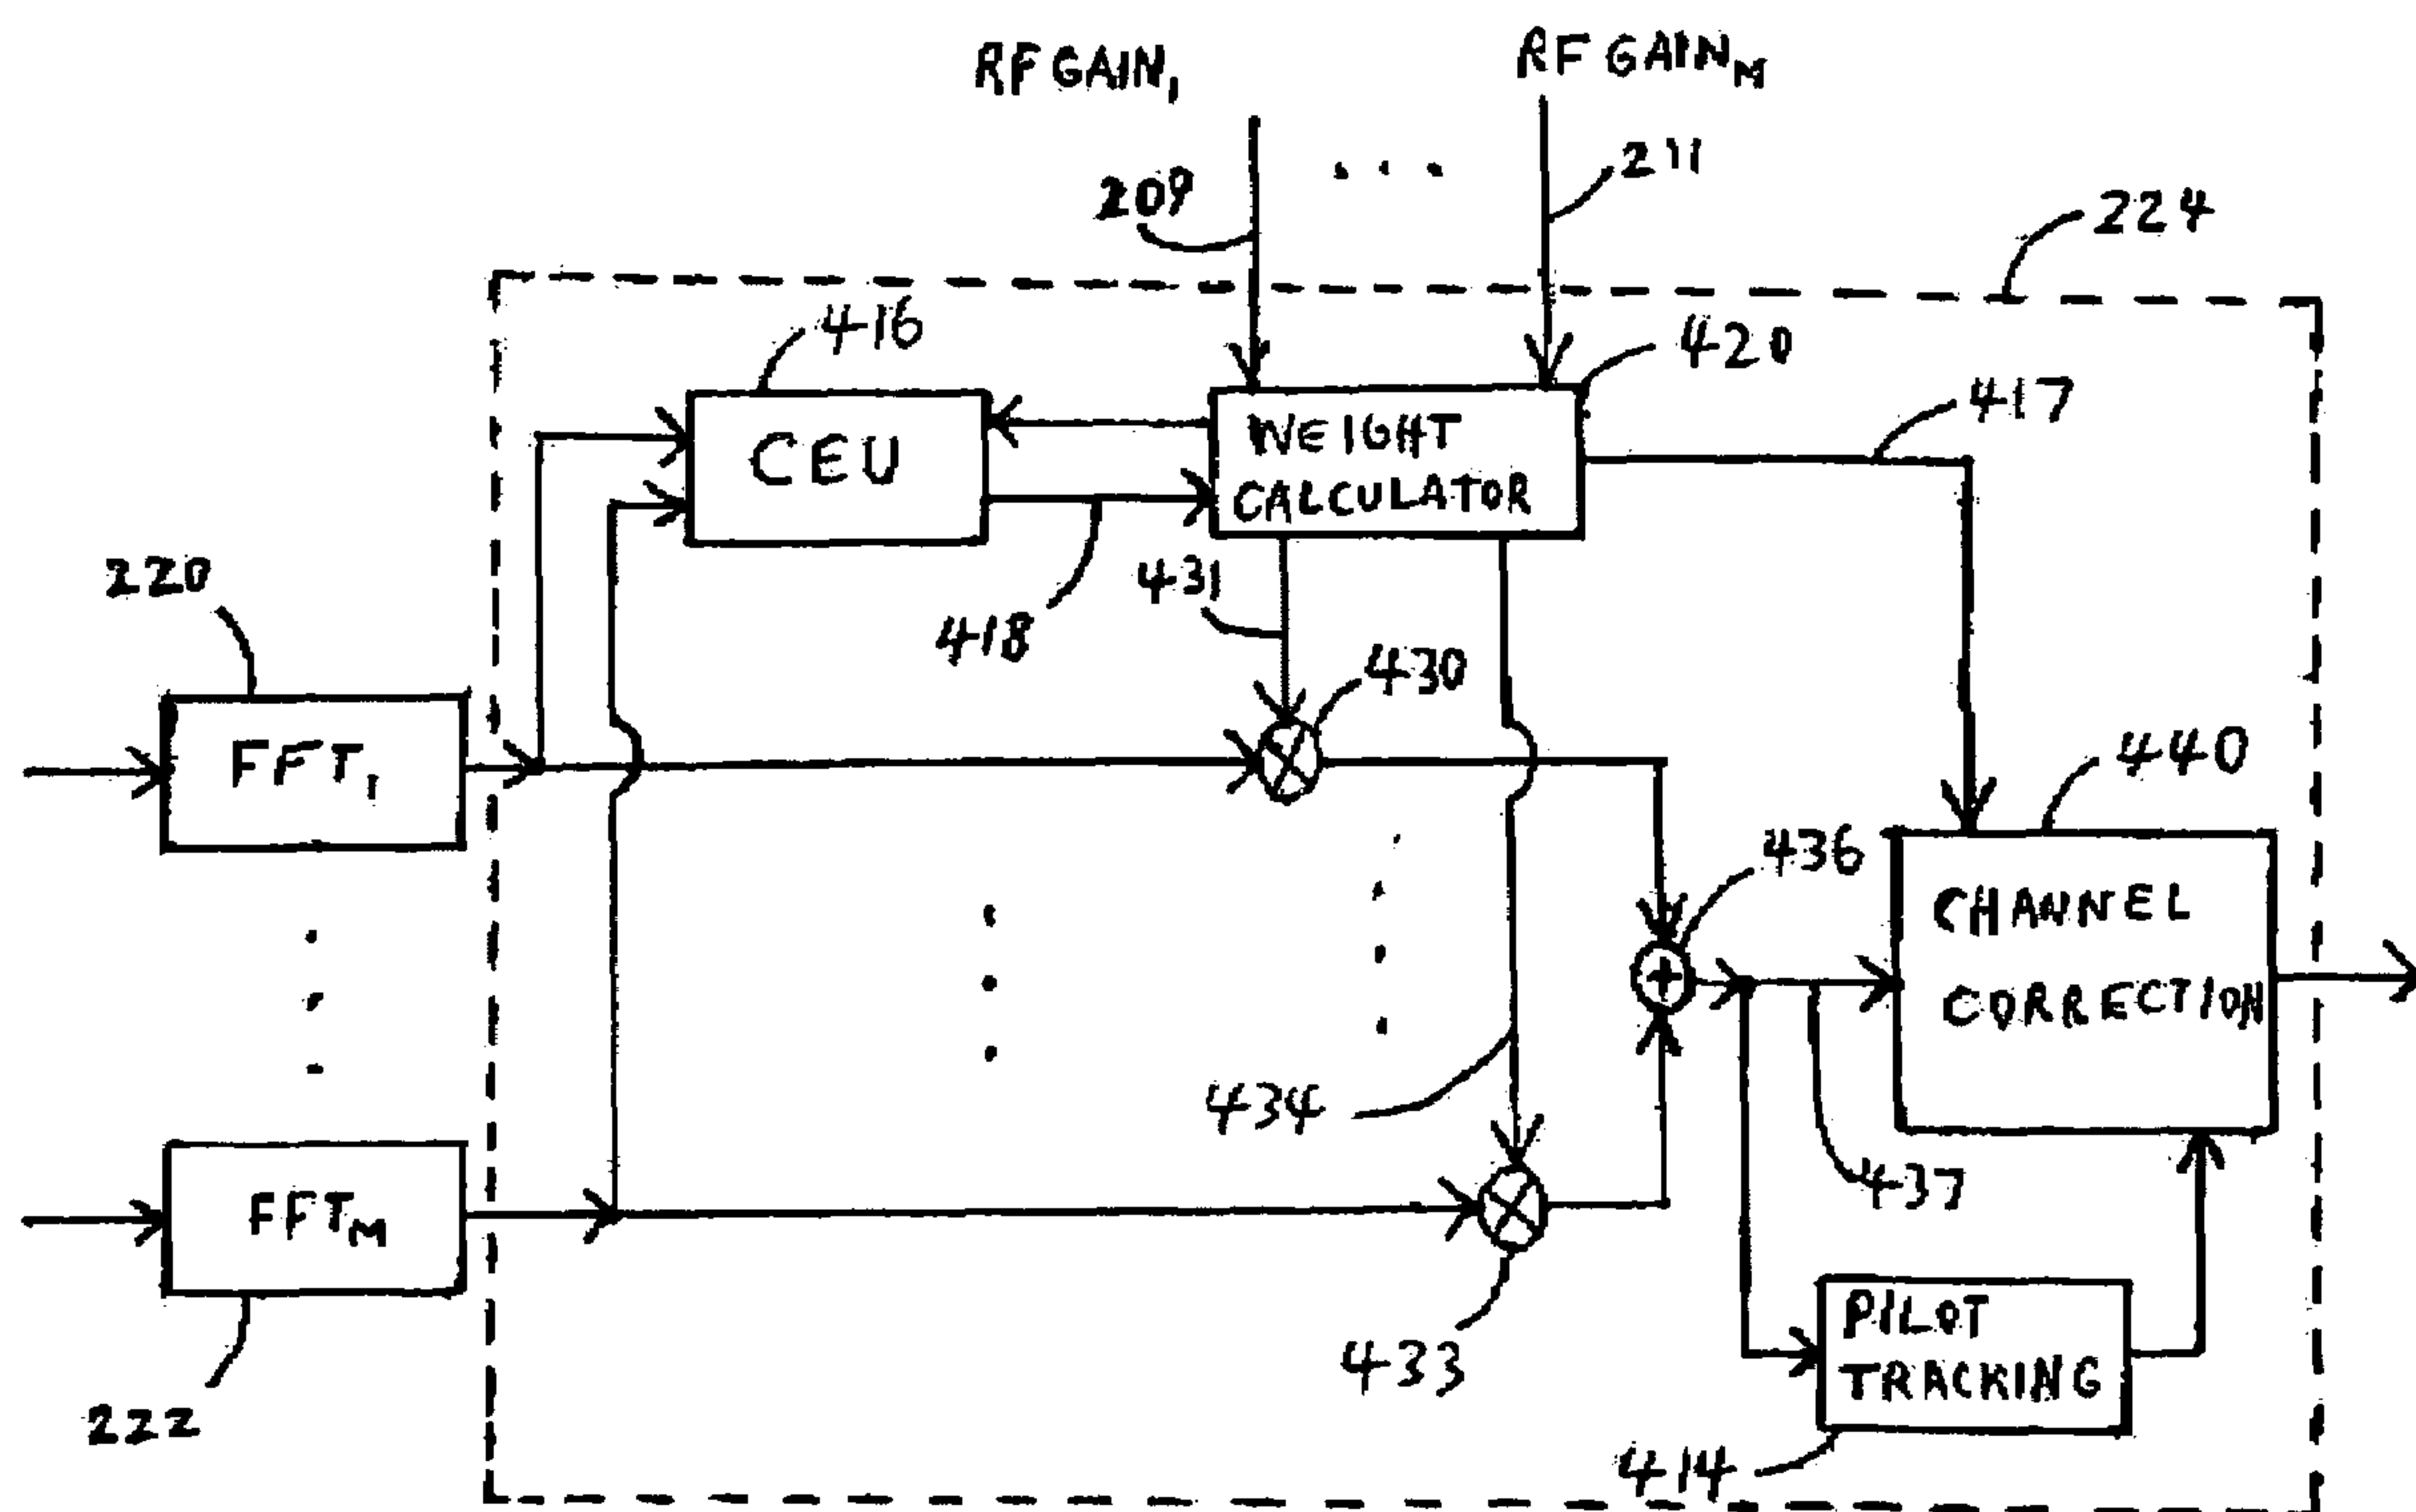 RF GAIN₁
RF GAINM
209
211
224
416
420
417
CEU
WEIGHT
CALCULATOR
220
418
431
430
FFT₁
440
436
CHANNEL
CORRECTION
434
437
FFTM
433
PILOT
TRACKING
222
414